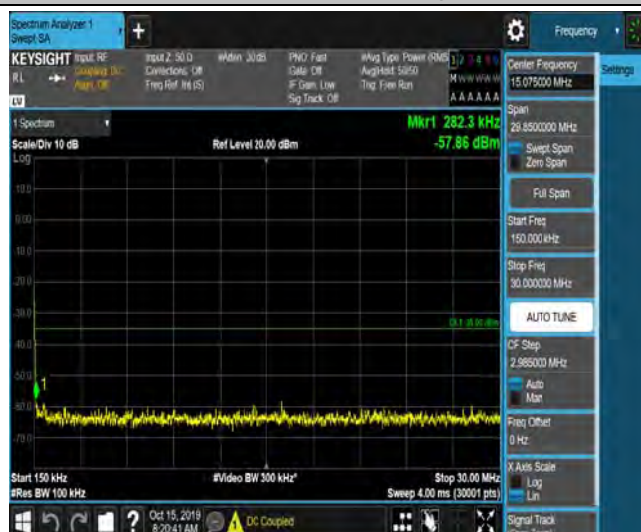 Spectrum Analyzer 1
Swept SA
+
Frequency
KEYSIGHT
Input: RF
Coupling: DC
Align: Off
Input Z: 50 Ω
Corrections: Off
Freq Ref: Int (S)
#Atten: 30 dB
PNO: Fast
Gate: Off
IF Gain: Low
Sig Track: Off
#Avg Type: Power (RMS
Avg|Hold: 50/50
Trig: Free Run
M W W W W W
A A A A A A
LV
1 Spectrum
Scale/Div 10 dB
Log
Ref Level 20.00 dBm
Mkr1 282.3 kHz
-57.86 dBm
10.0
0.00
-10.0
-20.0
-40.0
-50.0
-60.0
-70.0
1
Start 150 kHz
#Res BW 100 kHz
#Video BW 300 kHz*
Stop 30.00 MHz
Sweep 4.00 ms (30001 pts)
Center Frequency
15.075000 MHz
Settings
Span
29.8500000 MHz
Swept Span
Zero Span
Full Span
Start Freq
150.000 kHz
Stop Freq
30.000000 MHz
AUTO TUNE
CF Step
2.985000 MHz
Auto
Man
Freq Offset
0 Hz
X Axis Scale
Log
Lin
Signal Track
?
Oct 15, 2019
8:20:41 AM
DC Coupled